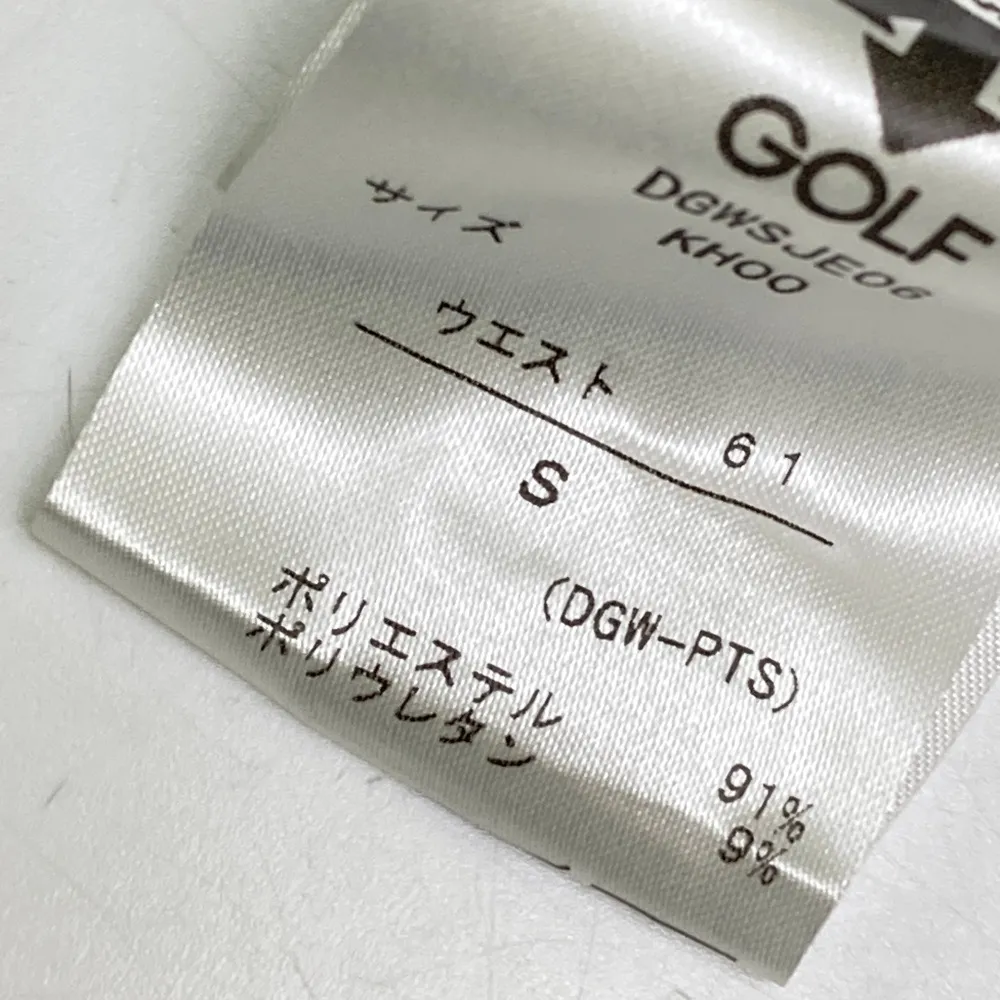 GOLF
DGWSJE06
KH00
サイズ
ウエスト 61
S
(DGW-PTS)
ポリエステル 91%
ポリウレタン 9%